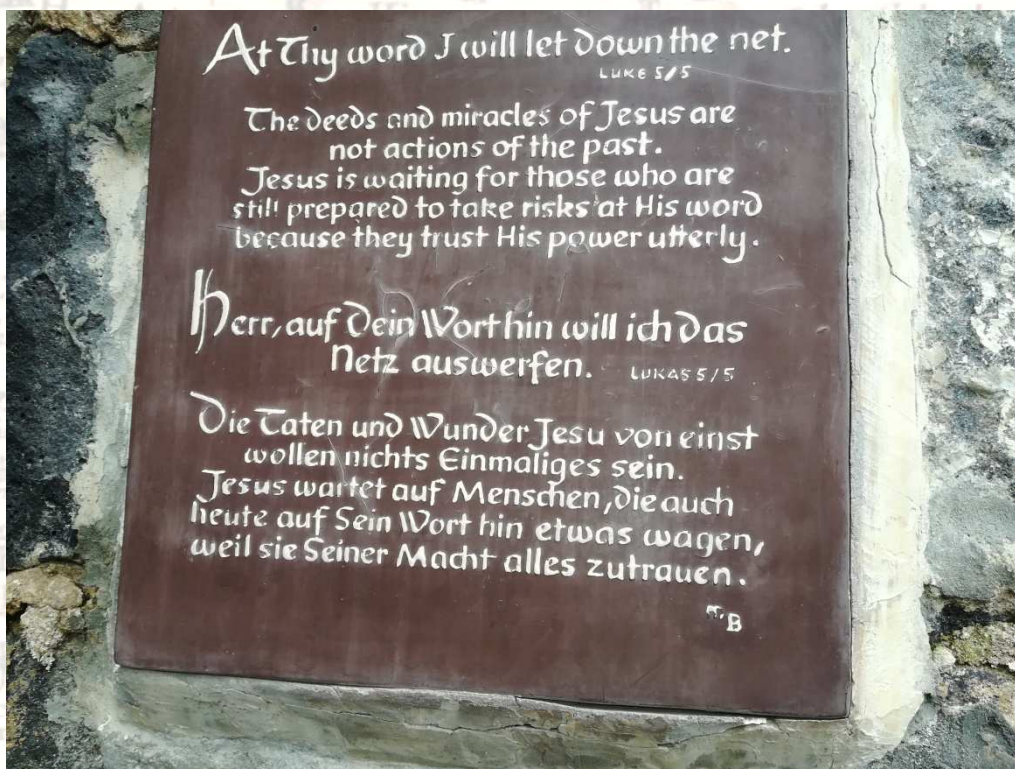 At Thy word I will let down the net.
LUKE 5/5
The deeds and miracles of Jesus are
not actions of the past.
Jesus is waiting for those who are
still prepared to take risks at His word
because they trust His power utterly.
Herr, auf Dein Wort hin will ich das
Netz auswerfen. LUKAS 5/5
Die Taten und Wunder Jesu von einst
wollen nichts Einmaliges sein.
Jesus wartet auf Menschen, die auch
heute auf Sein Wort hin etwas wagen,
weil sie Seiner Macht alles zutrauen.